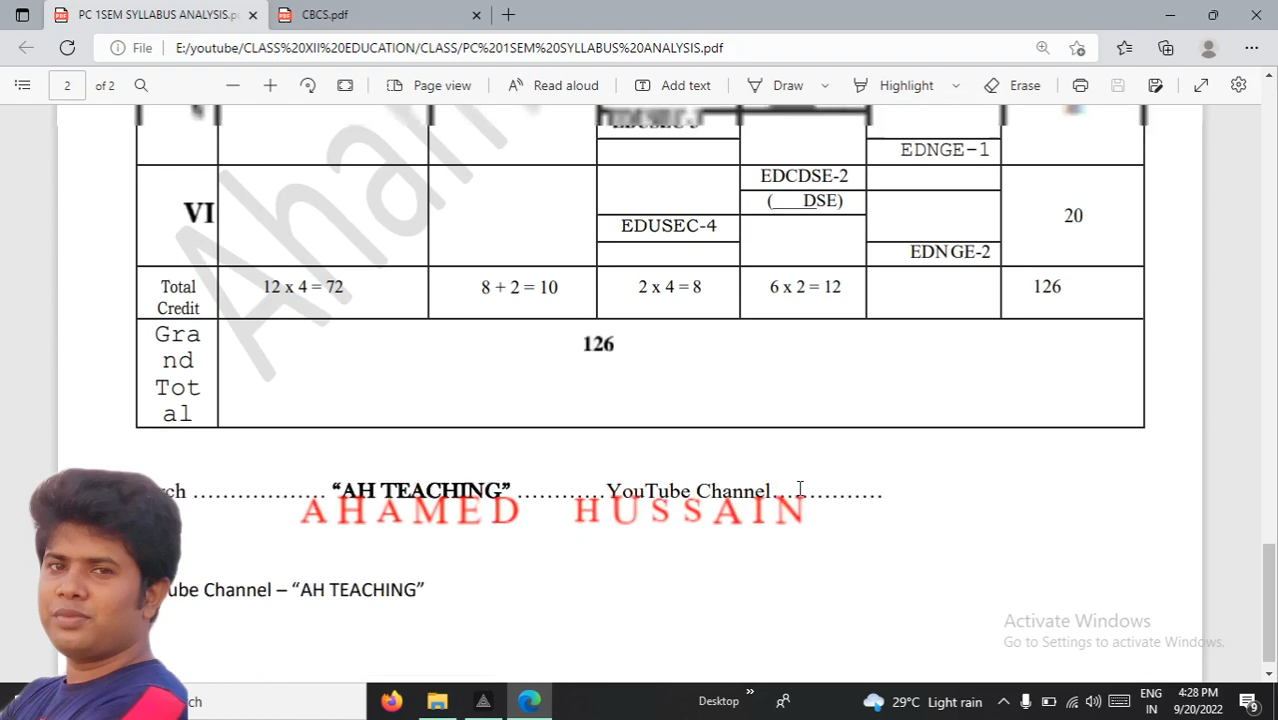 PC 1SEM SYLLABUS ANALYSIS.p
CBCS.pdf
File E:/youtube/CLASS%20XII%20EDUCATION/CLASS/PC%201SEM%20SYLLABUS%20ANALYSIS.pdf
2 of 2 Page view Read aloud Add text Draw Highlight Erase
EDNGE-1
EDCDSE-2
VI (____DSE) 20
EDUSEC-4
EDNGE-2
Total Credit 12 x 4 = 72 8 + 2 = 10 2 x 4 = 8 6 x 2 = 12 126
Gra
nd
Tot
al
126
“AH TEACHING” ………… YouTube Channel……………
AHAMED HUSSAIN
ube Channel – “AH TEACHING”
Activate Windows
Go to Settings to activate Windows.
Desktop 29°C Light rain ENG IN 4:28 PM 9/20/2022